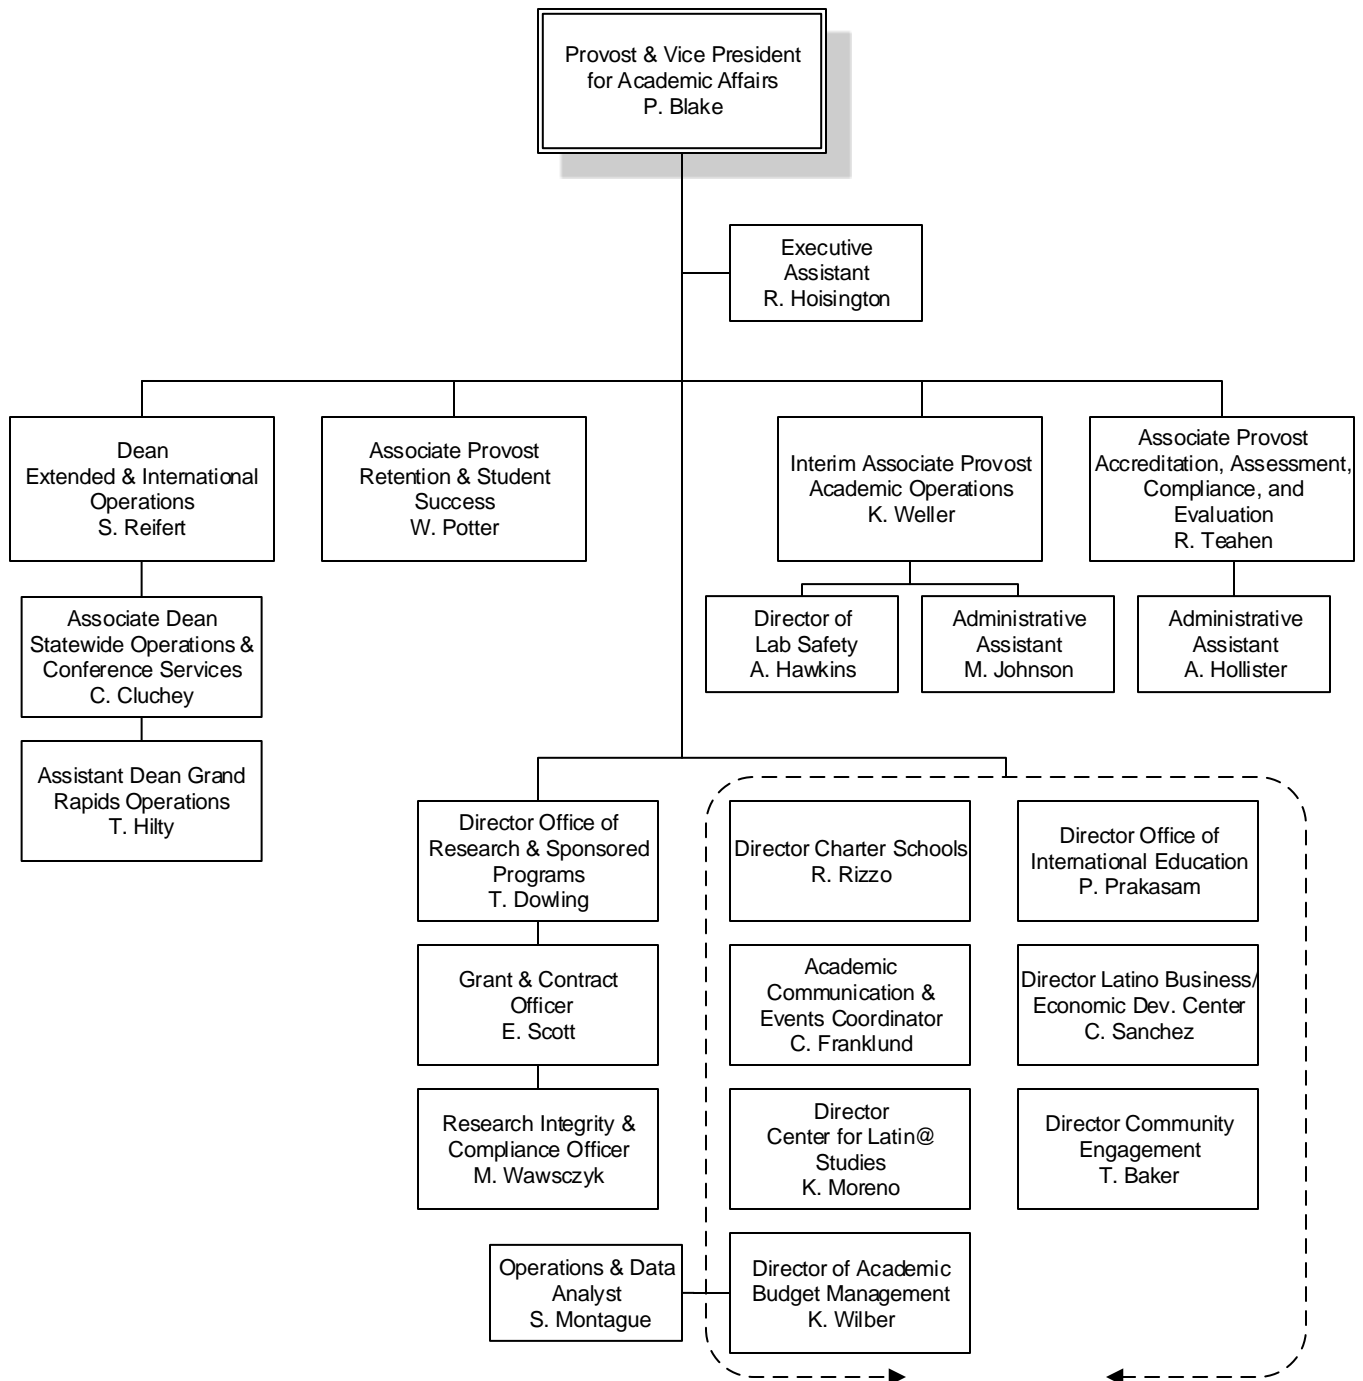 Provost & Vice President
for Academic Affairs
P. Blake
Executive
Assistant
R. Hoisington
Dean
Extended & International
Operations
S. Reifert
Associate Provost
Retention & Student
Success
W. Potter
Interim Associate Provost
Academic Operations
K. Weller
Associate Provost
Accreditation, Assessment,
Compliance, and
Evaluation
R. Teahen
Associate Dean
Statewide Operations &
Conference Services
C. Cluchey
Director of
Lab Safety
A. Hawkins
Administrative
Assistant
M. Johnson
Administrative
Assistant
A. Hollister
Assistant Dean Grand
Rapids Operations
T. Hilty
Director Office of
Research & Sponsored
Programs
T. Dowling
Director Charter Schools
R. Rizzo
Director Office of
International Education
P. Prakasam
Grant & Contract
Officer
E. Scott
Academic
Communication &
Events Coordinator
C. Franklund
Director Latino Business/
Economic Dev. Center
C. Sanchez
Research Integrity &
Compliance Officer
M. Wawsczyk
Director
Center for Latin@
Studies
K. Moreno
Director Community
Engagement
T. Baker
Operations & Data
Analyst
S. Montague
Director of Academic
Budget Management
K. Wilber